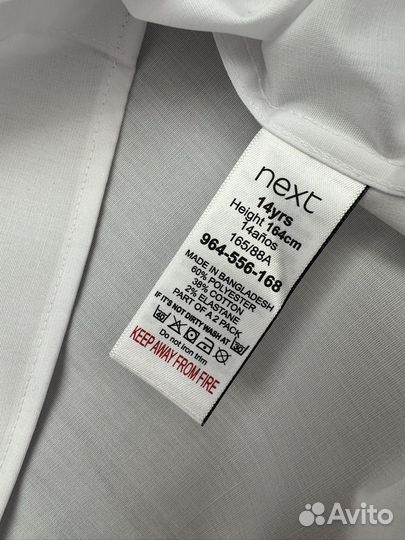 next
14yrs
Height 164cm
14años
165/88A
964-556-168
MADE IN BANGLADESH
60% POLYESTER
38% COTTON
2% ELASTANE
PART OF A 2 PACK
IF IT'S NOT DIRTY WASH AT 30
30
Do not iron trim
KEEP AWAY FROM FIRE
Avito